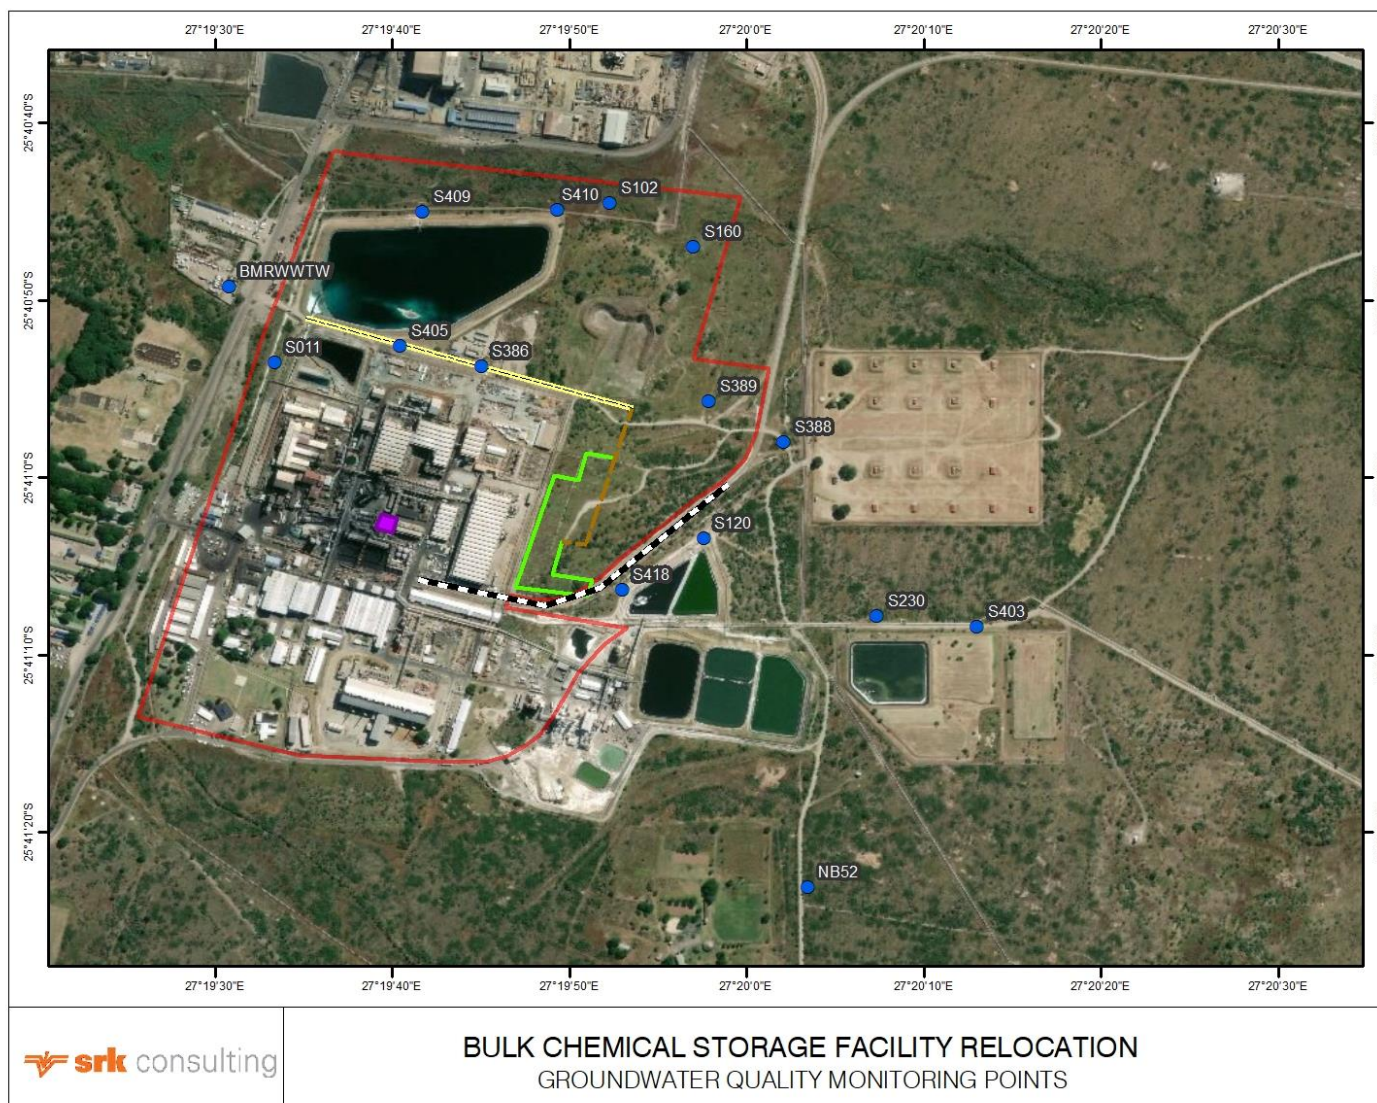 27°19'30"E 27°19'40"E 27°19'50"E 27°20'0"E 27°20'10"E 27°20'20"E 27°20'30"E
25°40'40"S
S102
S409
S410
S160
BMRWWTW
25°40'50"S
S405
S011
S386
S389
S388
25°41'0"S
S120
S418
S230
S403
25°41'10"S
25°41'20"S
NB52
27°19'30"E 27°19'40"E 27°19'50"E 27°20'0"E 27°20'10"E 27°20'20"E 27°20'30"E
srk consulting
BULK CHEMICAL STORAGE FACILITY RELOCATION
GROUNDWATER QUALITY MONITORING POINTS